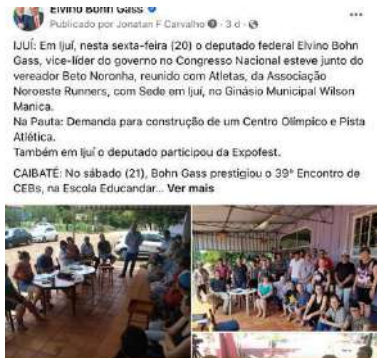 Elvino Bohn Gass
Publicado por Jonatan F Carvalho · 3 d ·
IJUÍ: Em Ijuí, nesta sexta-feira (20) o deputado federal Elvino Bohn
Gass, vice-líder do governo no Congresso Nacional esteve junto do
vereador Beto Noronha, reunido com Atletas, da Associação
Noroeste Runners, com Sede em Ijuí, no Ginásio Municipal Wilson
Manica.
Na Pauta: Demanda para construção de um Centro Olímpico e Pista
Atlética.
Também em Ijuí o deputado participou da Expofest.
CAIBATÉ: No sábado (21), Bohn Gass prestigiou o 39º Encontro de
CEBs, na Escola Educandar... Ver mais